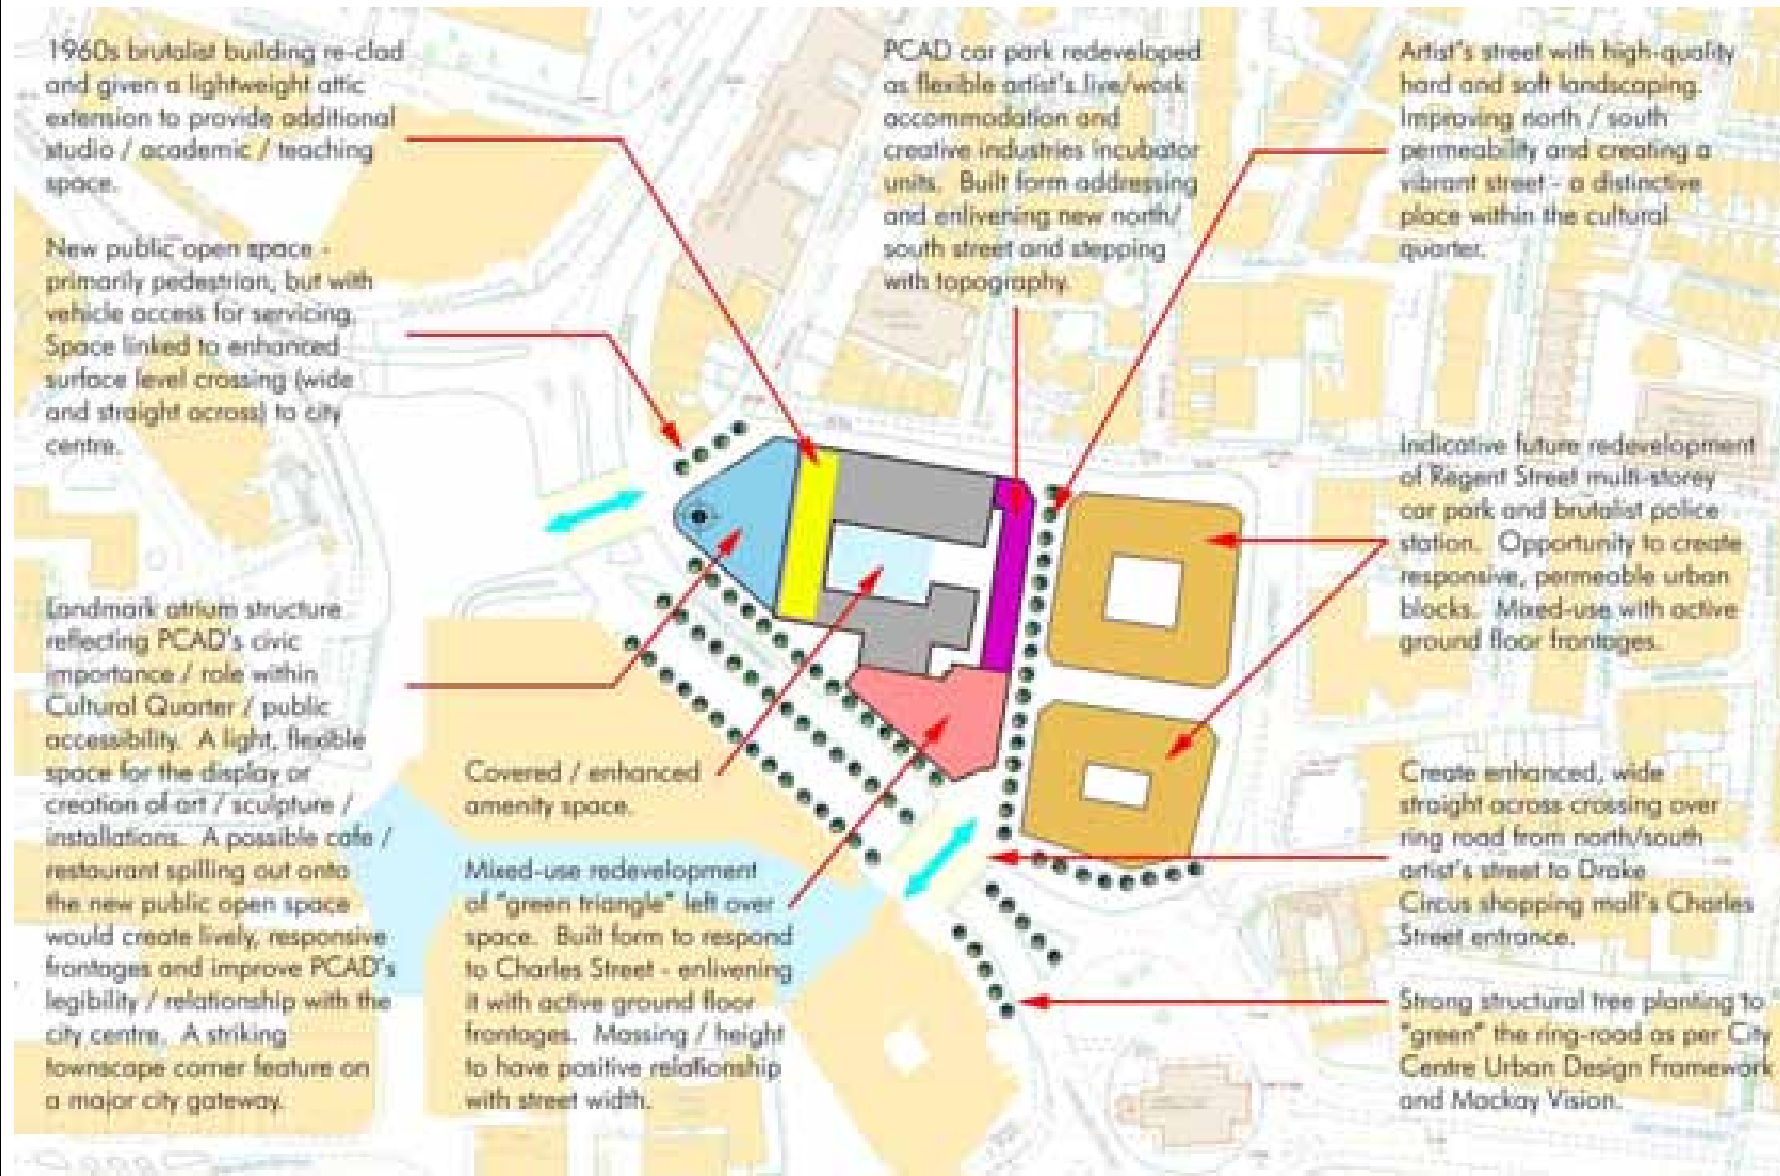 1960s brutalist building re-clad
and given a lightweight attic
extension to provide additional
studio / academic / teaching
space.
New public open space -
primarily pedestrian, but with
vehicle access for servicing.
Space linked to enhanced
surface level crossing (wide
and straight across) to city
centre.
Landmark atrium structure
reflecting PCAD's civic
importance / role within
Cultural Quarter / public
accessibility. A light, flexible
space for the display or
creation of art / sculpture /
installations. A possible cafe /
restaurant spilling out onto
the new public open space
would create lively, responsive
frontages and improve PCAD's
legibility / relationship with the
city centre. A striking
townscape corner feature on
a major city gateway.
Covered / enhanced
amenity space.
Mixed-use redevelopment
of "green triangle" left over
space. Built form to respond
to Charles Street - enlivening
it with active ground floor
frontages. Massing / height
to have positive relationship
with street width.
PCAD car park redeveloped
as flexible artist's live/work
accommodation and
creative industries incubator
units. Built form addressing
and enlivening new north/
south street and stepping
with topography.
Artist's street with high-quality
hard and soft landscaping.
Improving north / south
permeability and creating a
vibrant street - a distinctive
place within the cultural
quarter.
Indicative future redevelopment
of Regent Street multi-storey
car park and brutalist police
station. Opportunity to create
responsive, permeable urban
blocks. Mixed-use with active
ground floor frontages.
Create enhanced, wide
straight across crossing over
ring road from north/south
artist's street to Drake
Circus shopping mall's Charles
Street entrance.
Strong structural tree planting to
"green" the ring-road as per City
Centre Urban Design Framework
and Mackay Vision.